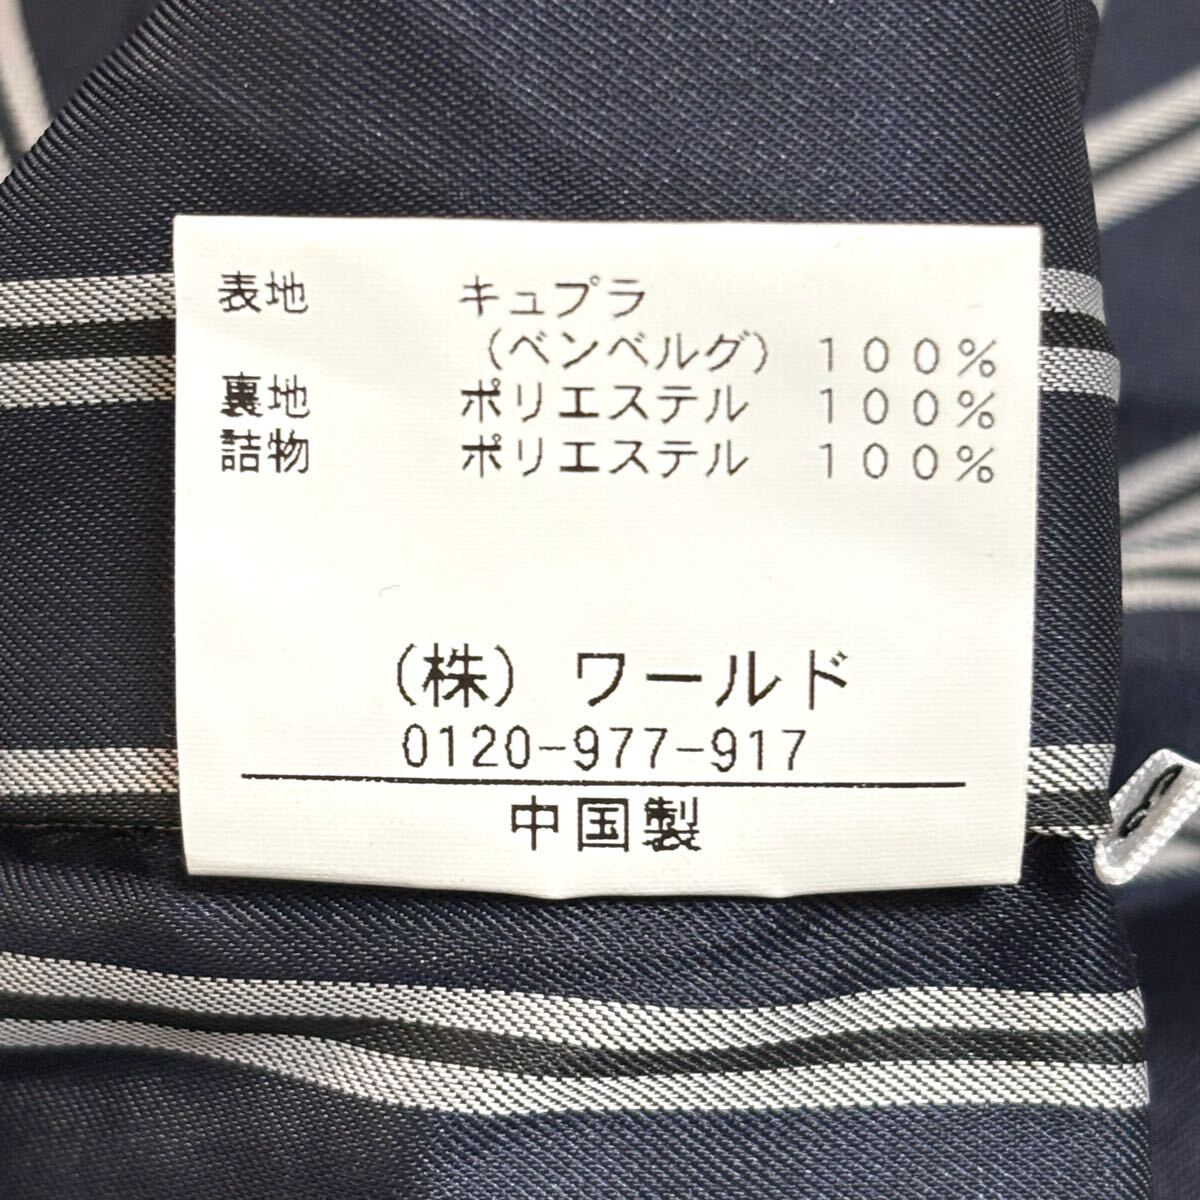 表地 キュプラ
（ベンベルグ） １００％
裏地 ポリエステル １００％
詰物 ポリエステル １００％
（株） ワールド
0120-977-917
中国製